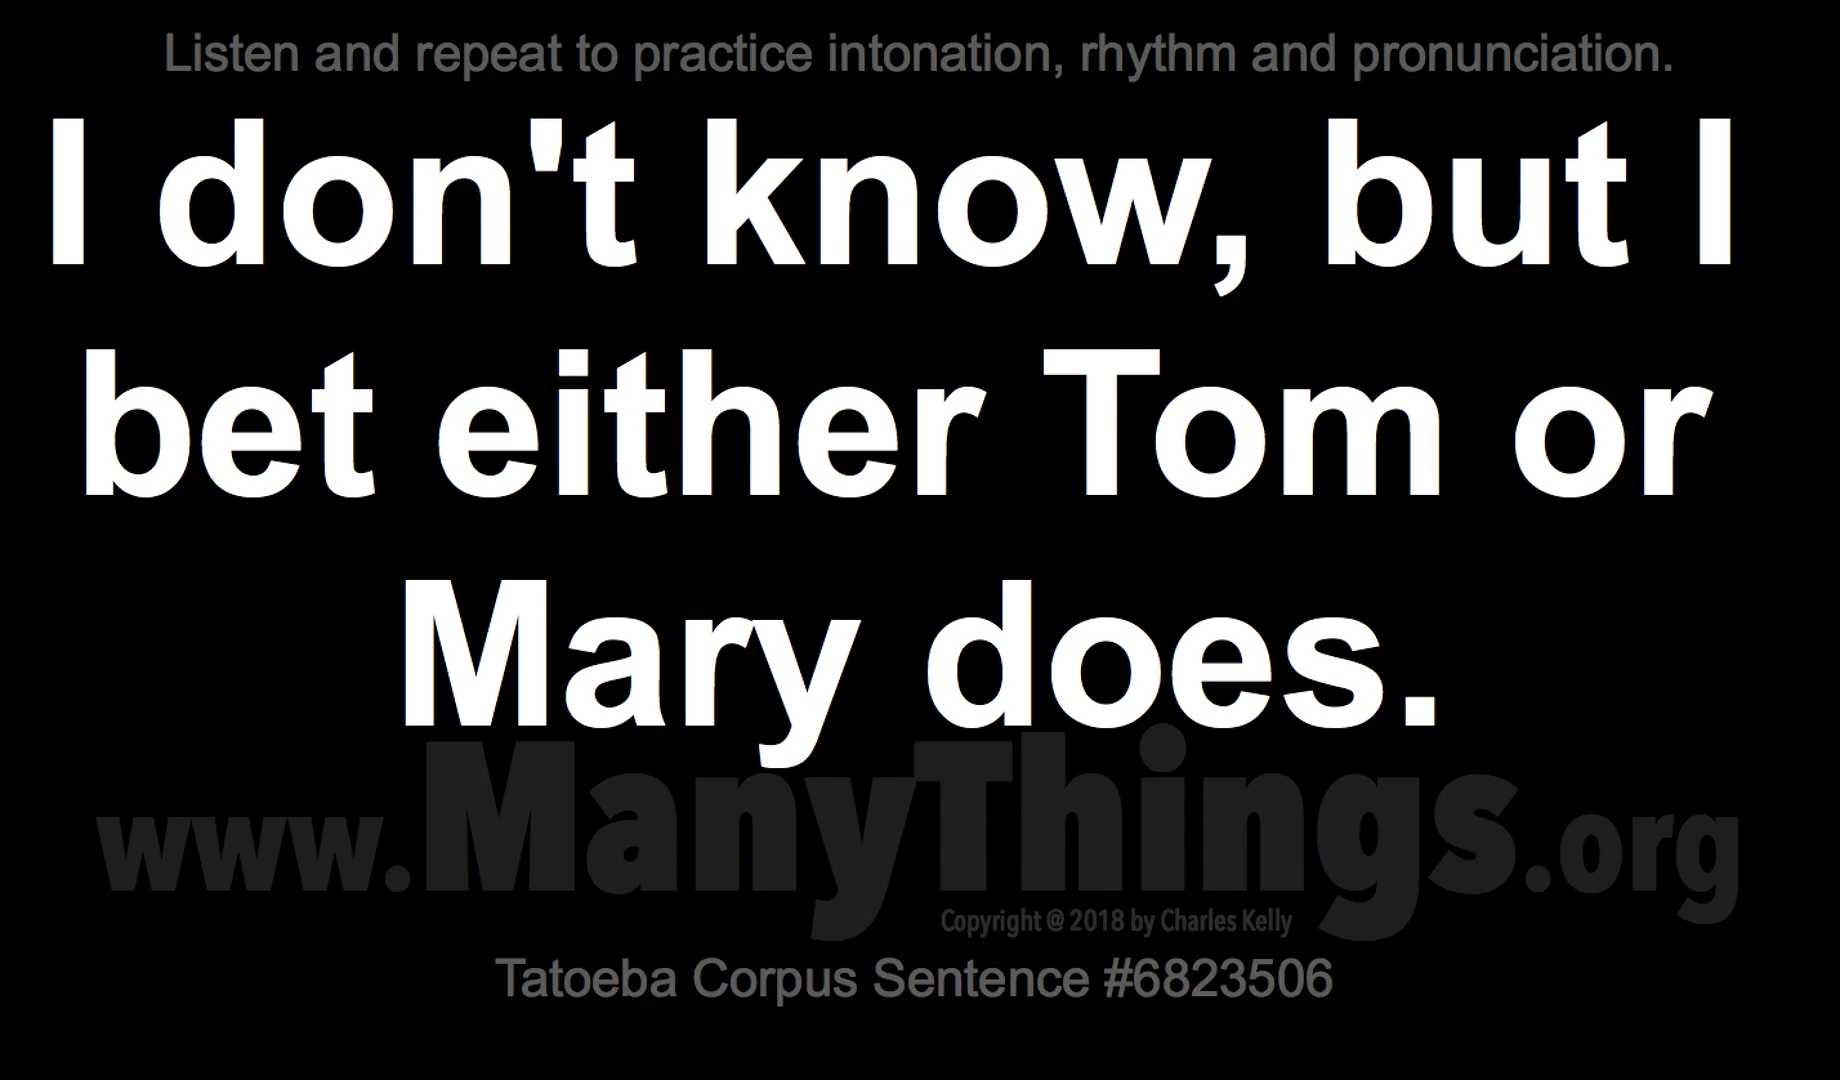 Listen and repeat to practice intonation, rhythm and pronunciation.
I don't know, but I
bet either Tom or
Mary does.
www.ManyThings.org
Copyright @ 2018 by Charles Kelly
Tatoeba Corpus Sentence #6823506